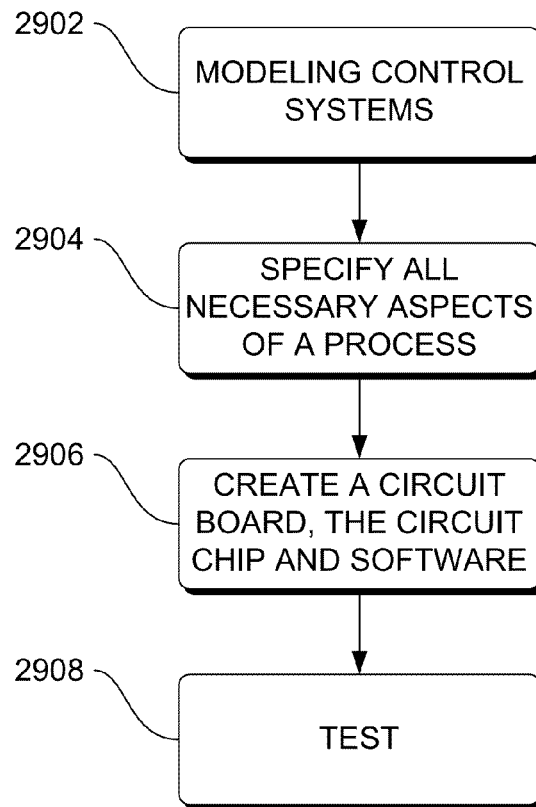 2902
MODELING CONTROL
SYSTEMS
2904
SPECIFY ALL
NECESSARY ASPECTS
OF A PROCESS
2906
CREATE A CIRCUIT
BOARD, THE CIRCUIT
CHIP AND SOFTWARE
2908
TEST